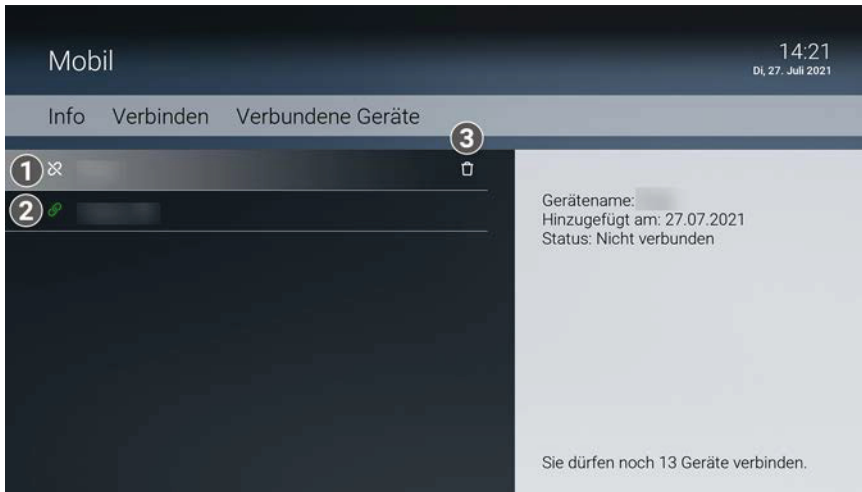 Mobil
14:21
Di, 27. Juli 2021
Info Verbinden Verbundene Geräte
3
1
2
Gerätename:
Hinzugefügt am: 27.07.2021
Status: Nicht verbunden
Sie dürfen noch 13 Geräte verbinden.